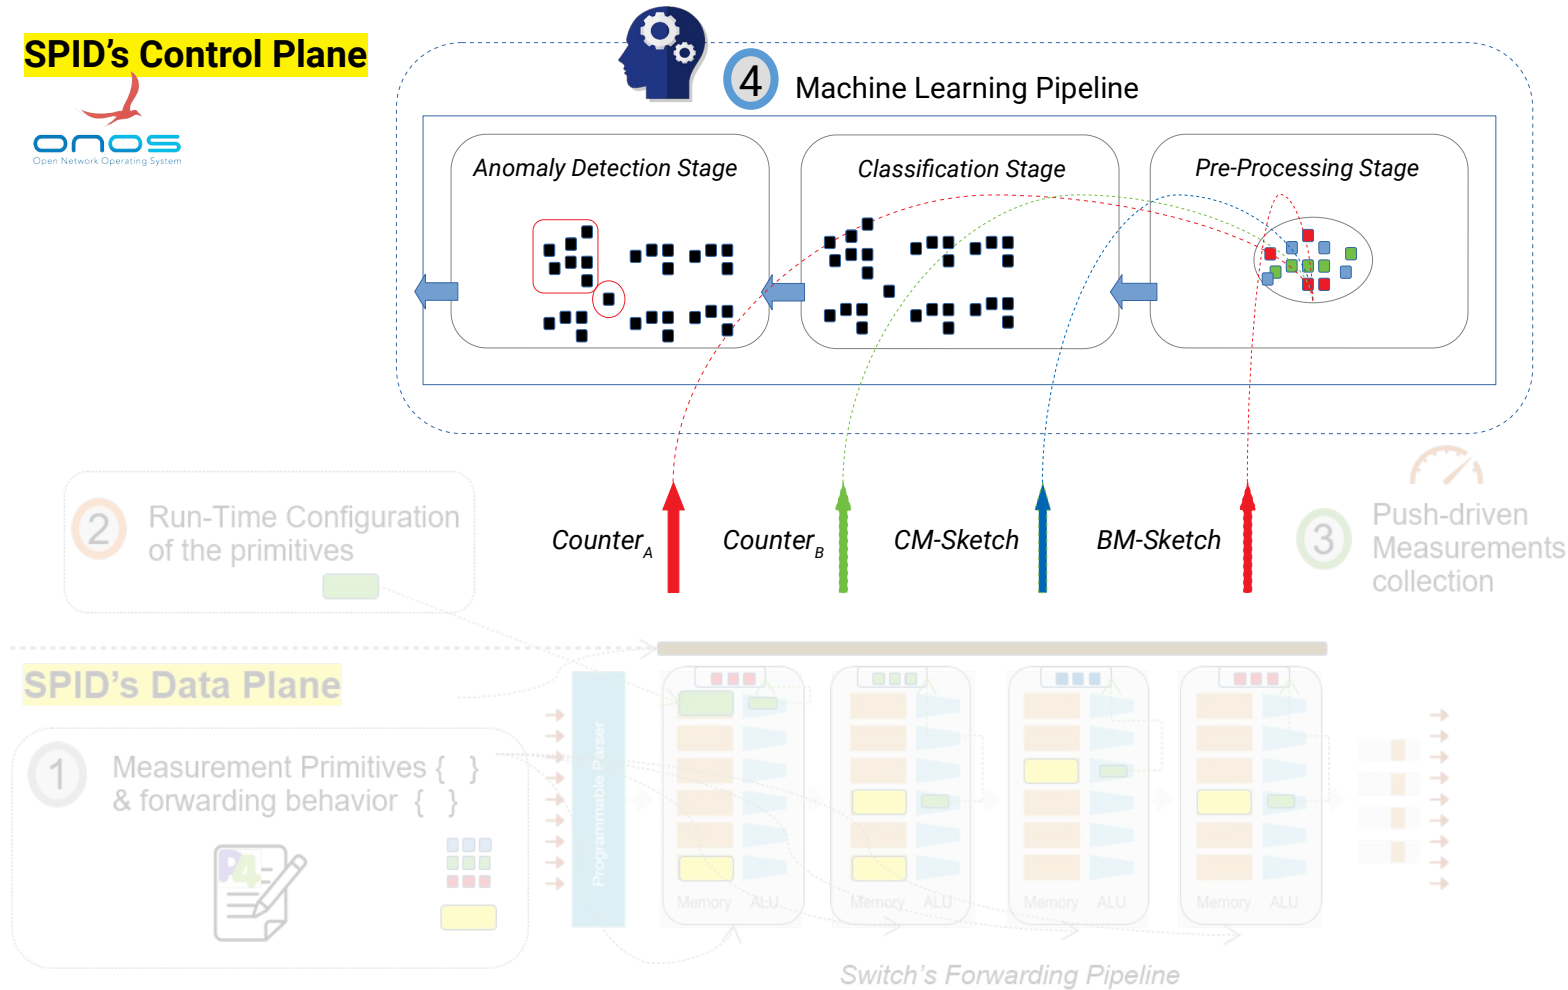 SPID's Control Plane
onos
Open Network Operating System
4
Machine Learning Pipeline
Anomaly Detection Stage
Classification Stage
Pre-Processing Stage
2
Run-Time Configuration
of the primitives
CounterA
CounterB
CM-Sketch
BM-Sketch
3
Push-driven
Measurements
collection
SPID's Data Plane
1
Measurement Primitives { }
& forwarding behavior { }
P4
Programmable Parser
Memory ALU
Memory ALU
Memory ALU
Memory ALU
Switch's Forwarding Pipeline